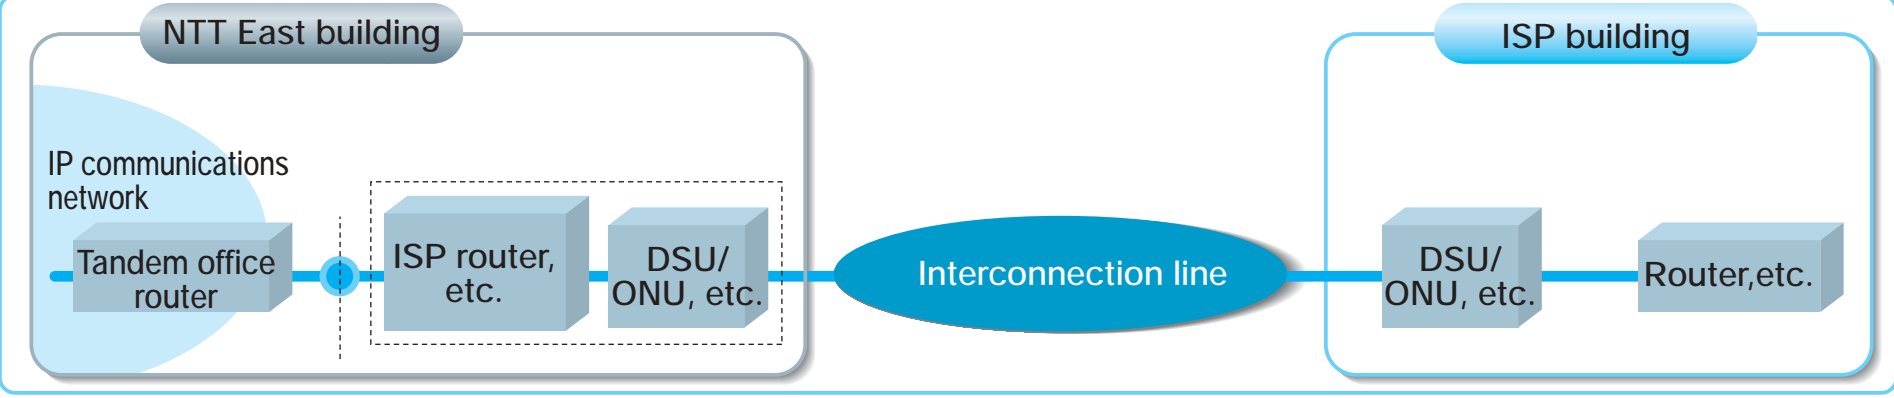 NTT East building
ISP building
IP communications
network
Tandem office
router
ISP router,
etc.
DSU/
ONU, etc.
Interconnection line
DSU/
ONU, etc.
Router,etc.